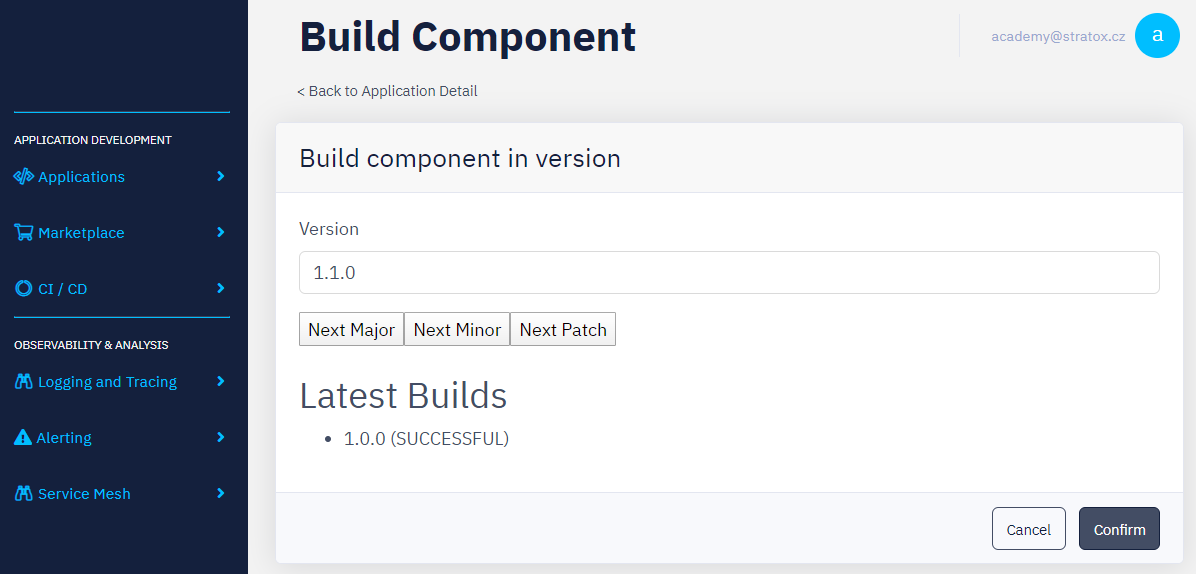 Build Component
academy@stratox.cz
a
< Back to Application Detail
APPLICATION DEVELOPMENT
Applications
Marketplace
CI / CD
OBSERVABILITY & ANALYSIS
Logging and Tracing
Alerting
Service Mesh
Build component in version
Version
1.1.0
Next Major Next Minor Next Patch
Latest Builds
• 1.0.0 (SUCCESSFUL)
Cancel Confirm